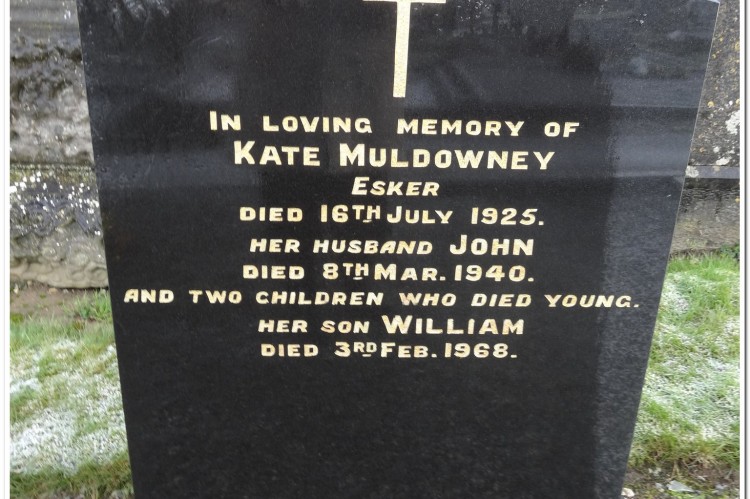 IN LOVING MEMORY OF
KATE MULDOWNEY
ESKER
DIED 16TH JULY 1925.
HER HUSBAND JOHN
DIED 8TH MAR. 1940.
AND TWO CHILDREN WHO DIED YOUNG.
HER SON WILLIAM
DIED 3RD FEB. 1968.